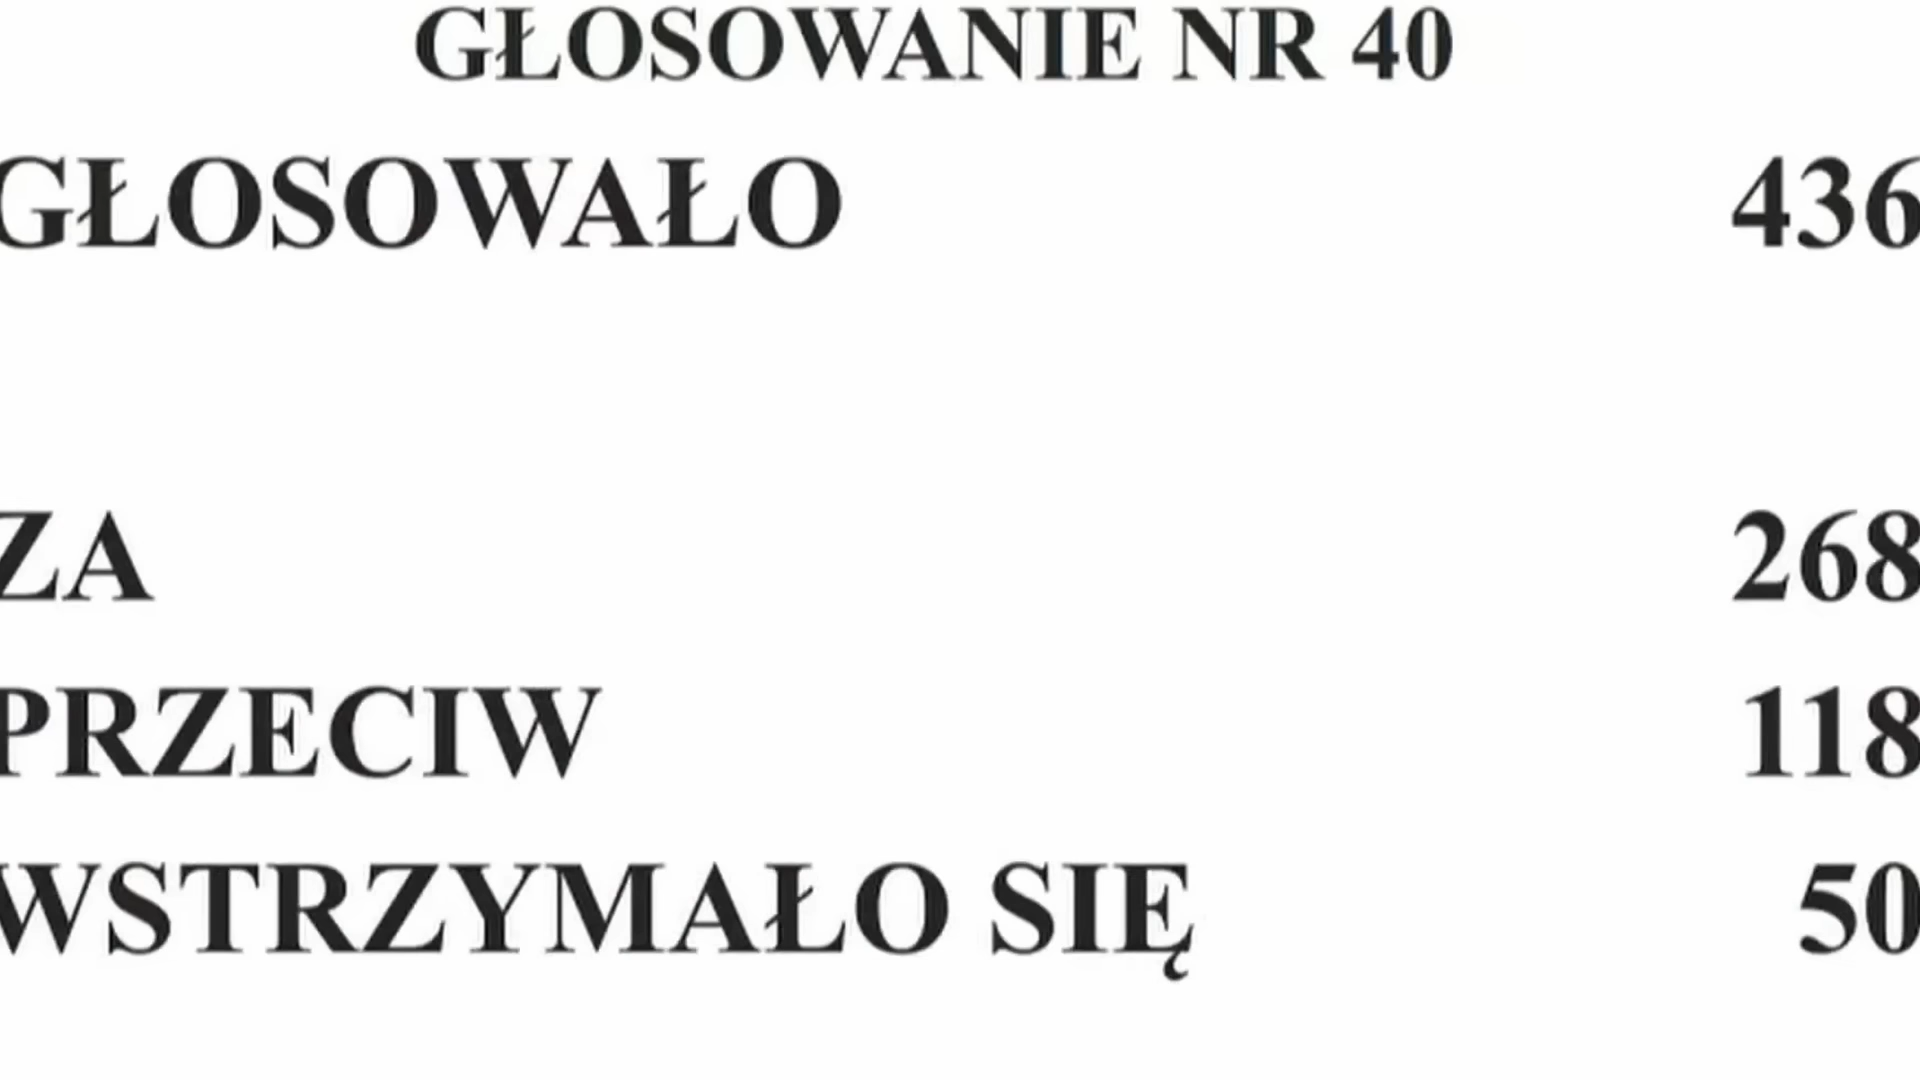 GŁOSOWANIE NR 40
GŁOSOWAŁO 436
ZA 268
PRZECIW 118
WSTRZYMAŁO SIĘ 50